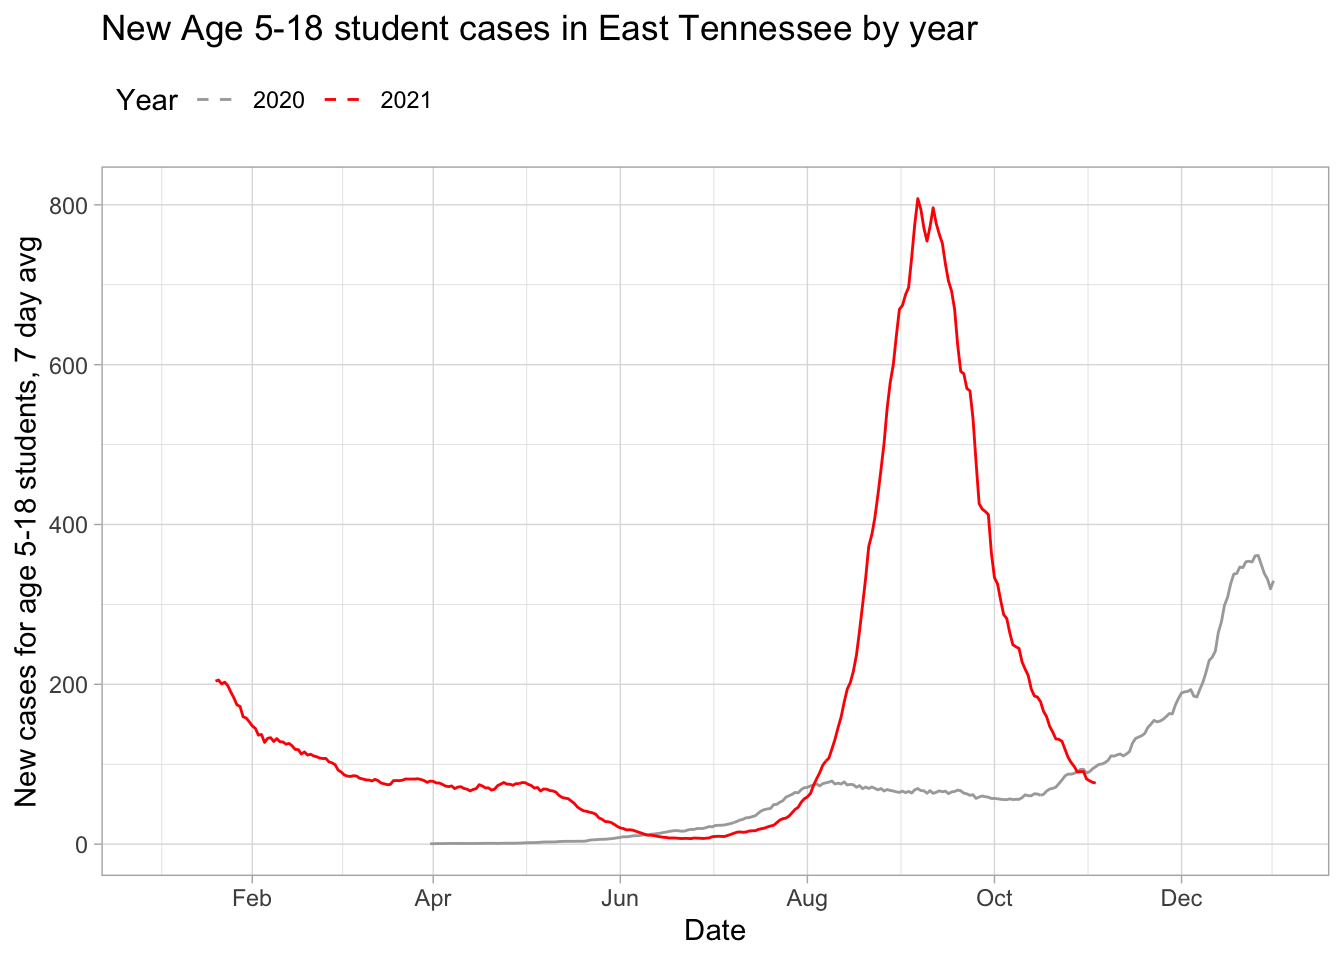 New Age 5-18 student cases in East Tennessee by year
Year 2020 2021
New cases for age 5-18 students, 7 day avg
800
600
400
200
0
Feb Apr Jun Aug Oct Dec
Date